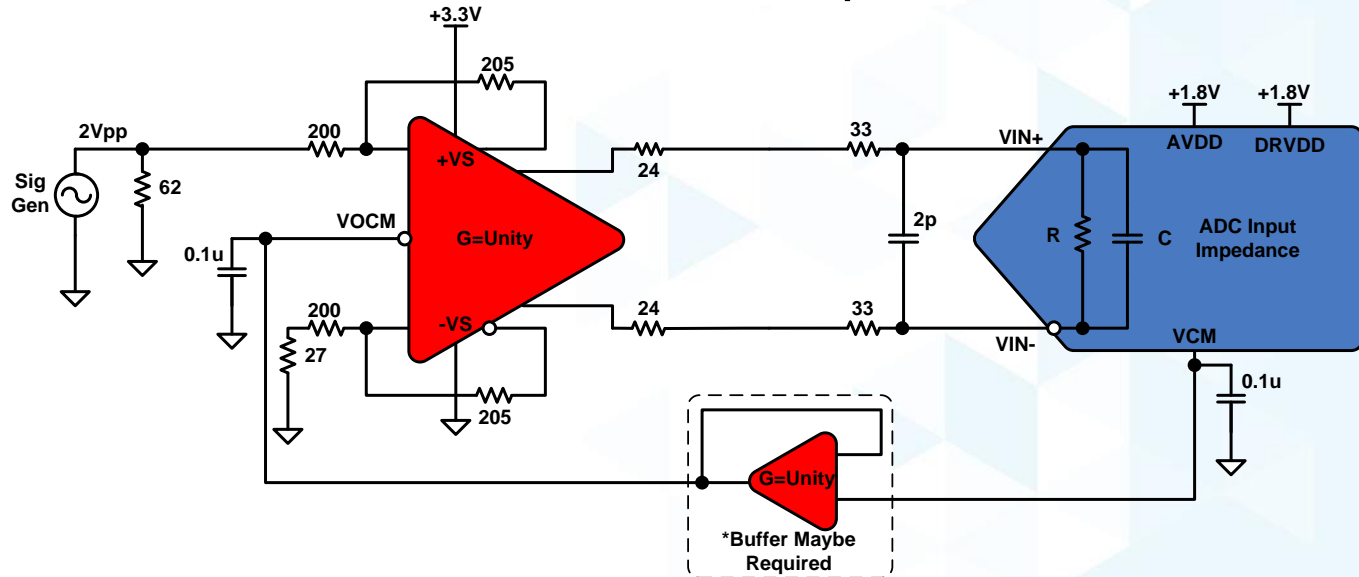 +3.3V
205
+1.8V
+1.8V
2Vpp
200
33
VIN+
+VS
AVDD
DRVDD
24
Sig
Gen
62
VOCM
G=Unity
2p
R
C
ADC Input
Impedance
0.1u
200
-VS
24
33
27
VIN-
VCM
205
0.1u
G=Unity
*Buffer Maybe
Required